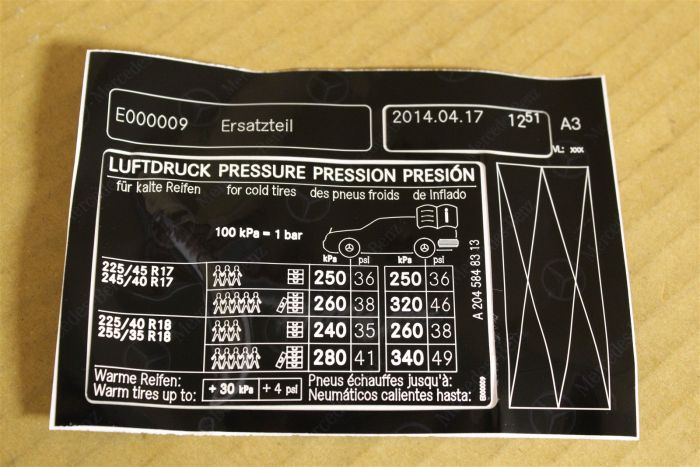 E000009 Ersatzteil
2014.04.17 12⁵¹ A3
VL: xxx
LUFTDRUCK PRESSURE PRESSION PRESIÓN
für kalte Reifen for cold tires des pneus froids de Inflado
100 kPa = 1 bar
kPa psi kPa psi
225/45 R17
245/40 R17
250 36 250 36
260 38 320 46
225/40 R18
255/35 R18
240 35 260 38
280 41 340 49
Warme Reifen:
Warm tires up to:
+ 30 kPa + 4 psi
Pneus échauffes jusqu'à:
Neumáticos calientes hasta:
A 204 584 83 13
E000009
Mercedes-Benz